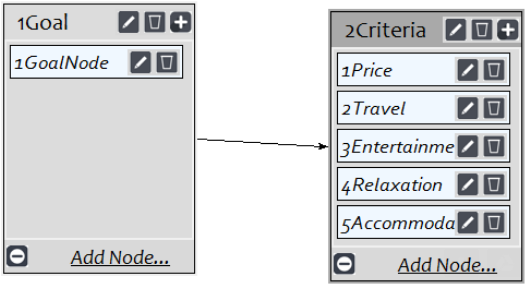 1Goal
1GoalNode
Add Node...
2Criteria
1Price
2Travel
3Entertainme
4Relaxation
5Accommoda
Add Node...